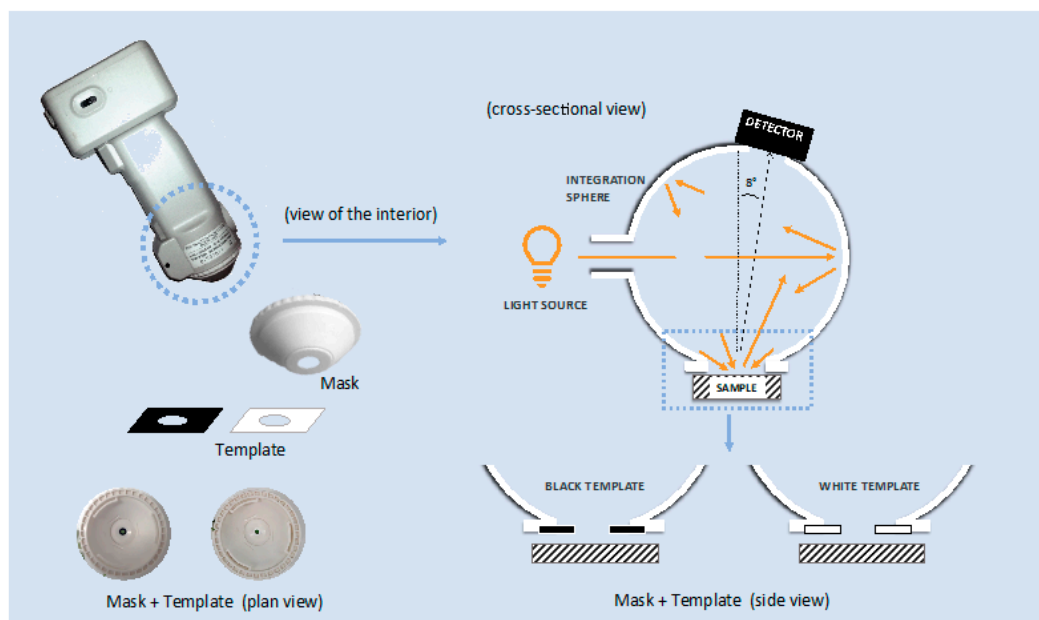 (cross-sectional view)
DETECTOR
8°
INTEGRATION
SPHERE
(view of the interior)
LIGHT SOURCE
Mask
SAMPLE
Template
BLACK TEMPLATE
WHITE TEMPLATE
Mask + Template (plan view)
Mask + Template (side view)